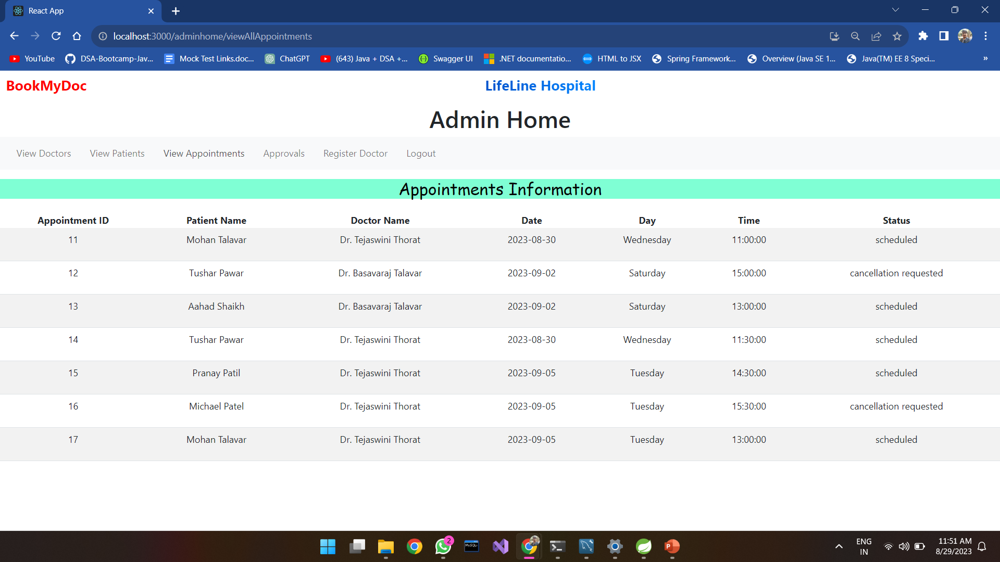 React App
localhost:3000/adminhome/viewAllAppointments
YouTube DSA-Bootcamp-Jav... Mock Test Links.doc... ChatGPT (643) Java + DSA +... Swagger UI .NET documentatio... HTML to JSX Spring Framework... Overview (Java SE 1... Java(TM) EE 8 Speci... »
BookMyDoc LifeLine Hospital
Admin Home
View Doctors View Patients View Appointments Approvals Register Doctor Logout
Appointments Information
Appointment ID Patient Name Doctor Name Date Day Time Status
11 Mohan Talavar Dr. Tejaswini Thorat 2023-08-30 Wednesday 11:00:00 scheduled
12 Tushar Pawar Dr. Basavaraj Talavar 2023-09-02 Saturday 15:00:00 cancellation requested
13 Aahad Shaikh Dr. Basavaraj Talavar 2023-09-02 Saturday 13:00:00 scheduled
14 Tushar Pawar Dr. Tejaswini Thorat 2023-08-30 Wednesday 11:30:00 scheduled
15 Pranay Patil Dr. Tejaswini Thorat 2023-09-05 Tuesday 14:30:00 scheduled
16 Michael Patel Dr. Tejaswini Thorat 2023-09-05 Tuesday 15:30:00 cancellation requested
17 Mohan Talavar Dr. Tejaswini Thorat 2023-09-05 Tuesday 13:00:00 scheduled
2 MySQL ENG 11:51 AM
IN 8/29/2023